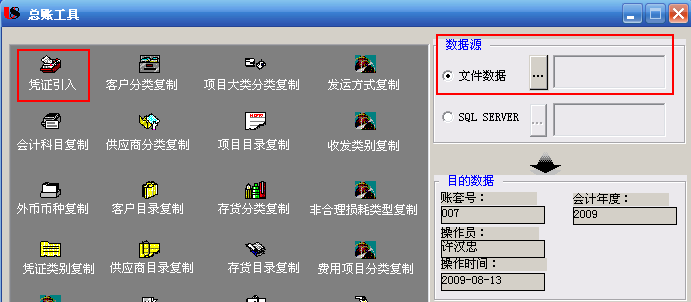 总账工具
凭证引入 客户分类复制 项目大类分类复制 发运方式复制
会计科目复制 供应商分类复制 项目目录复制 收发类别复制
外币币种复制 客户目录复制 存货分类复制 非合理损耗类型复制
凭证类别复制 供应商目录复制 存货目录复制 费用项目分类复制
数据源
文件数据 ...
SQL SERVER ...
目的数据
账套号： 会计年度：
007 2009
操作员：
许汉忠
操作时间：
2009-08-13